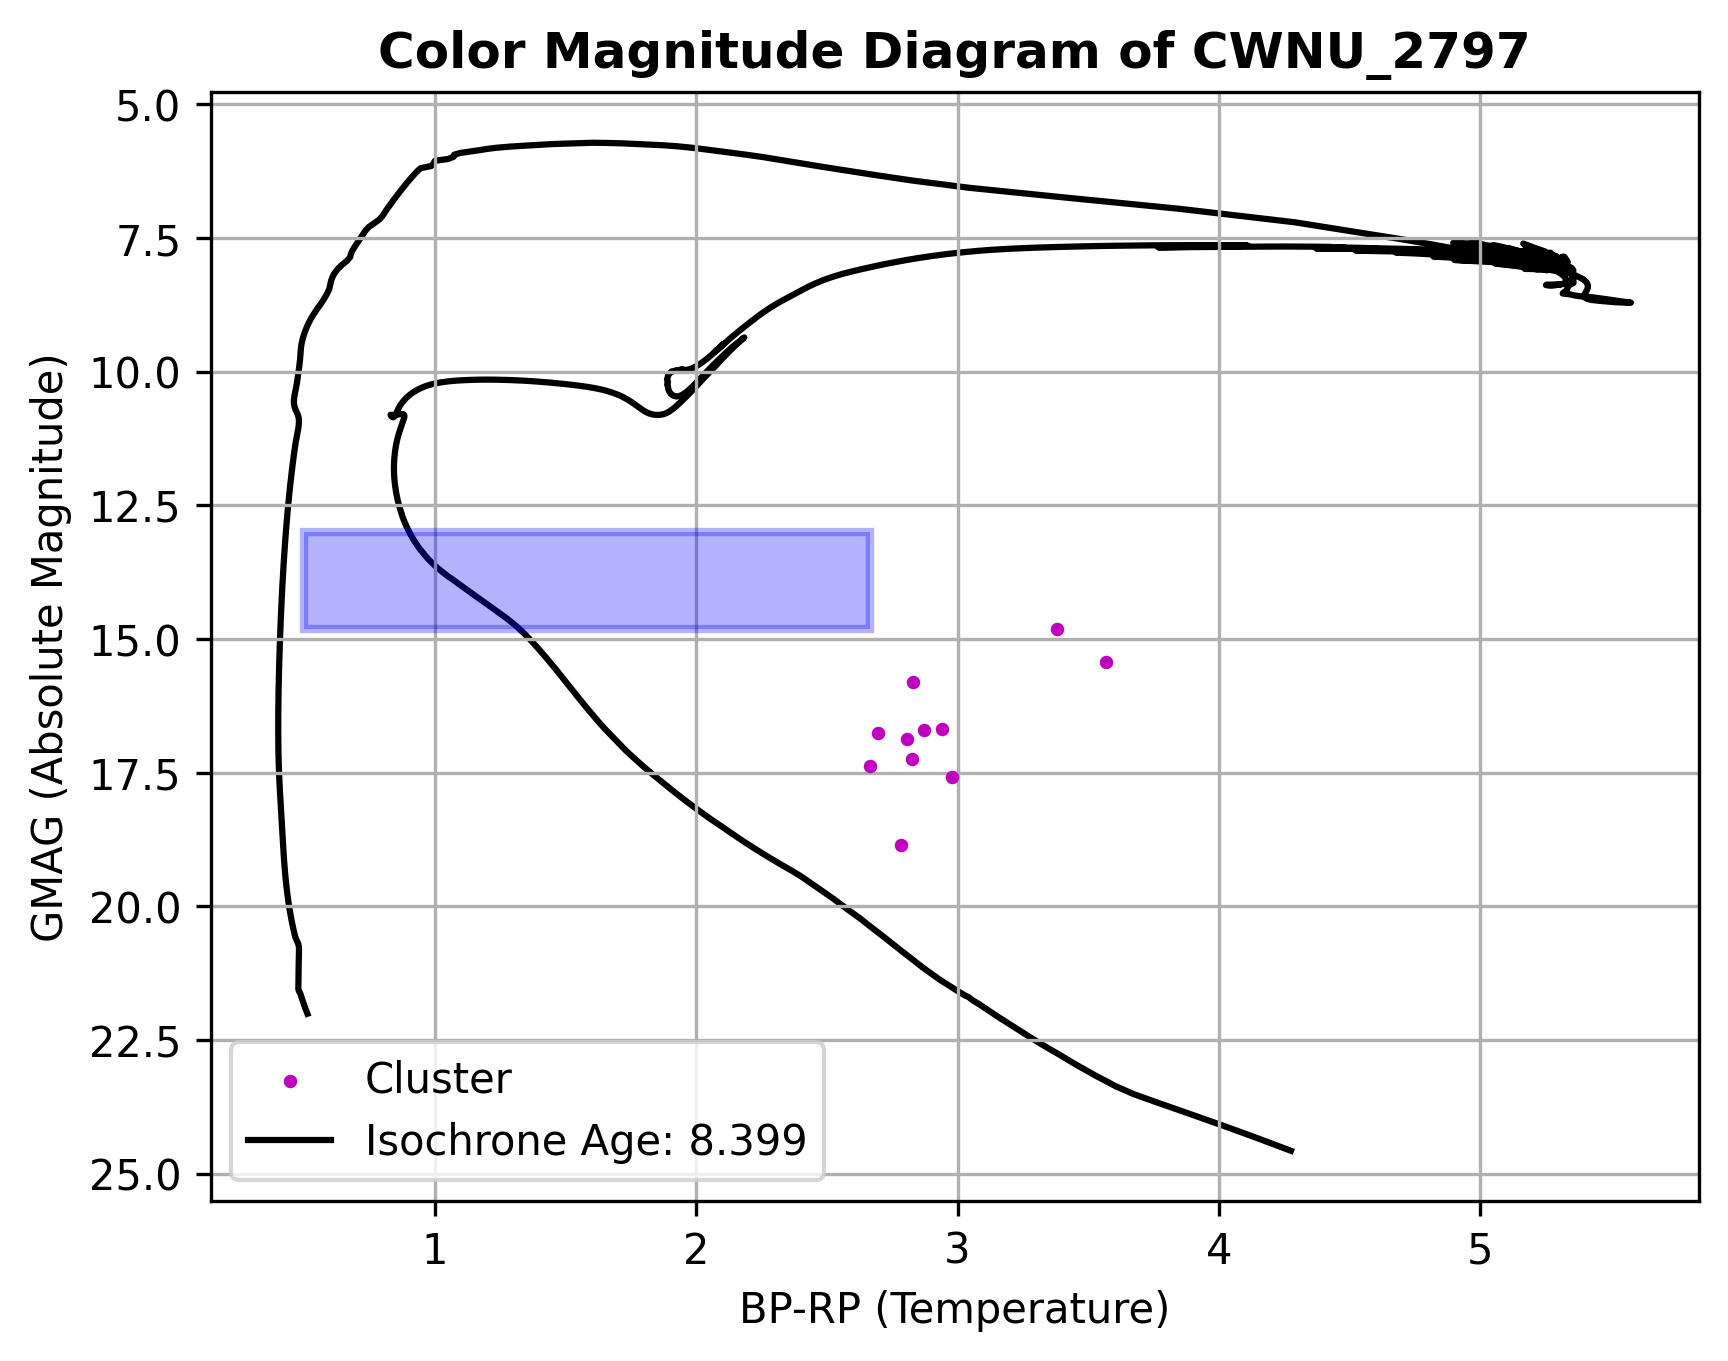 Color Magnitude Diagram of CWNU_2797
GMAG (Absolute Magnitude)
5.0
7.5
10.0
12.5
15.0
17.5
20.0
22.5
25.0
Cluster
Isochrone Age: 8.399
1 2 3 4 5
BP-RP (Temperature)